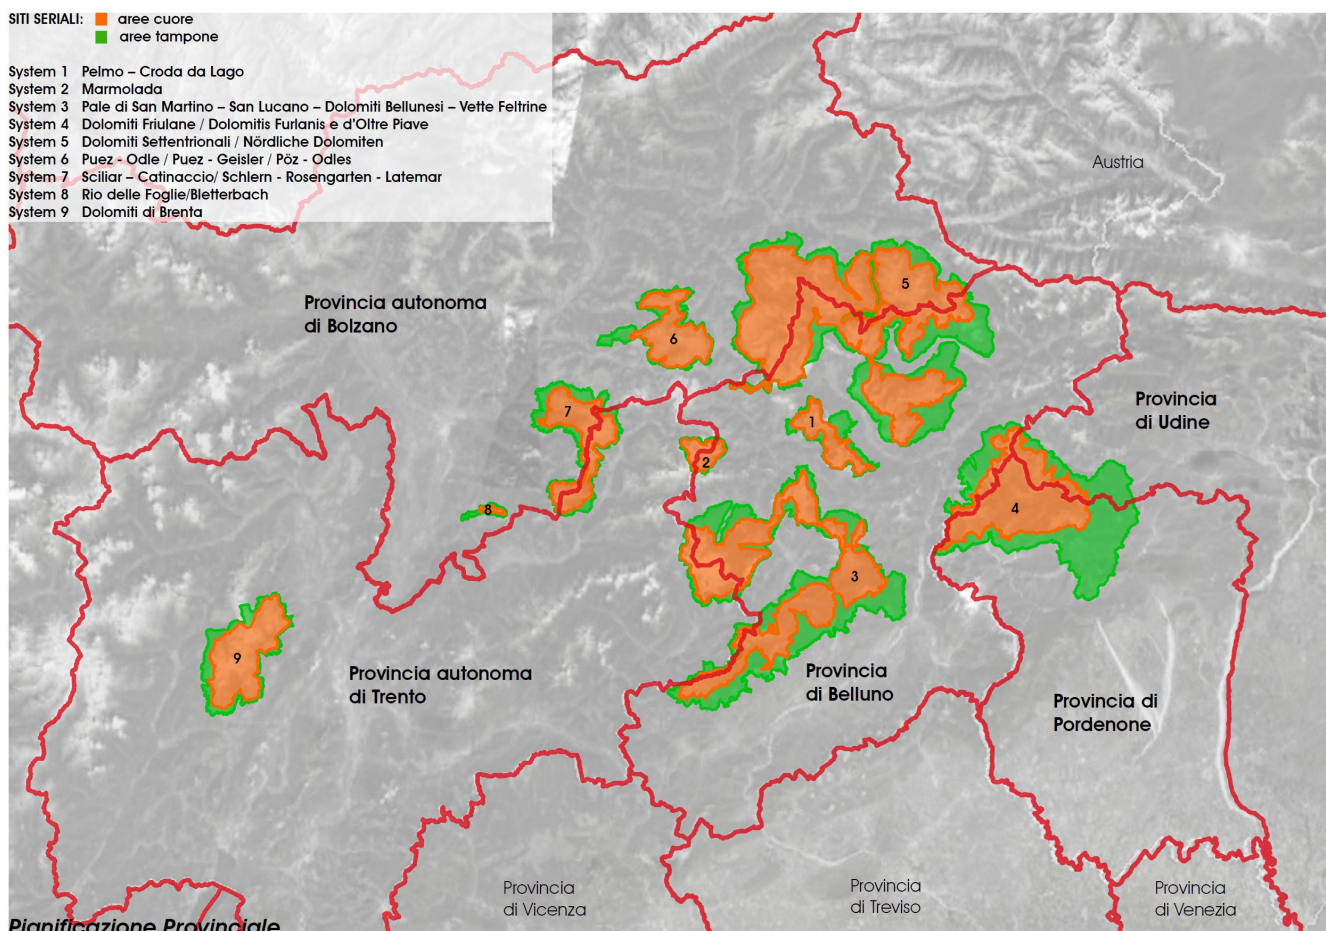 SITI SERIALI: aree cuore
aree tampone
System 1 Pelmo – Croda da Lago
System 2 Marmolada
System 3 Pale di San Martino – San Lucano – Dolomiti Bellunesi – Vette Feltrine
System 4 Dolomiti Friulane / Dolomitis Furlanis e d'Oltre Piave
System 5 Dolomiti Settentrionali / Nördliche Dolomiten
System 6 Puez - Odle / Puez - Geisler / Pöz - Odles
System 7 Sciliar – Catinaccio/ Schlern - Rosengarten - Latemar
System 8 Rio delle Foglie/Bletterbach
System 9 Dolomiti di Brenta
Austria
5
Provincia autonoma
di Bolzano
6
Provincia
di Udine
7
1
2
8
4
3
9
Provincia autonoma
di Trento
Provincia
di Belluno
Provincia di
Pordenone
Provincia
di Vicenza
Provincia
di Treviso
Provincia
di Venezia
Pianificazione Provinciale